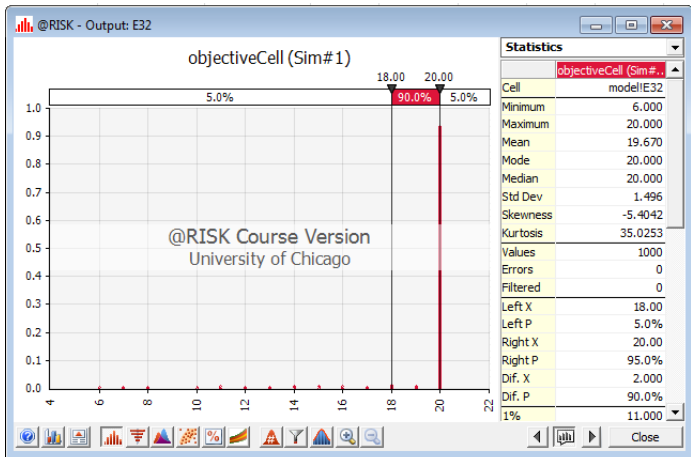 @RISK - Output: E32
objectiveCell (Sim#1)
18.00 20.00
5.0% 90.0% 5.0%
1.0
0.9
0.8
0.7
0.6
0.5
0.4
0.3
0.2
0.1
0.0
4 6 8 10 12 14 16 18 20 22
@RISK Course Version
University of Chicago
Statistics
objectiveCell (Sim#..
Cell model!E32
Minimum 6.000
Maximum 20.000
Mean 19.670
Mode 20.000
Median 20.000
Std Dev 1.496
Skewness -5.4042
Kurtosis 35.0253
Values 1000
Errors 0
Filtered 0
Left X 18.00
Left P 5.0%
Right X 20.00
Right P 95.0%
Dif. X 2.000
Dif. P 90.0%
1% 11.000
Close